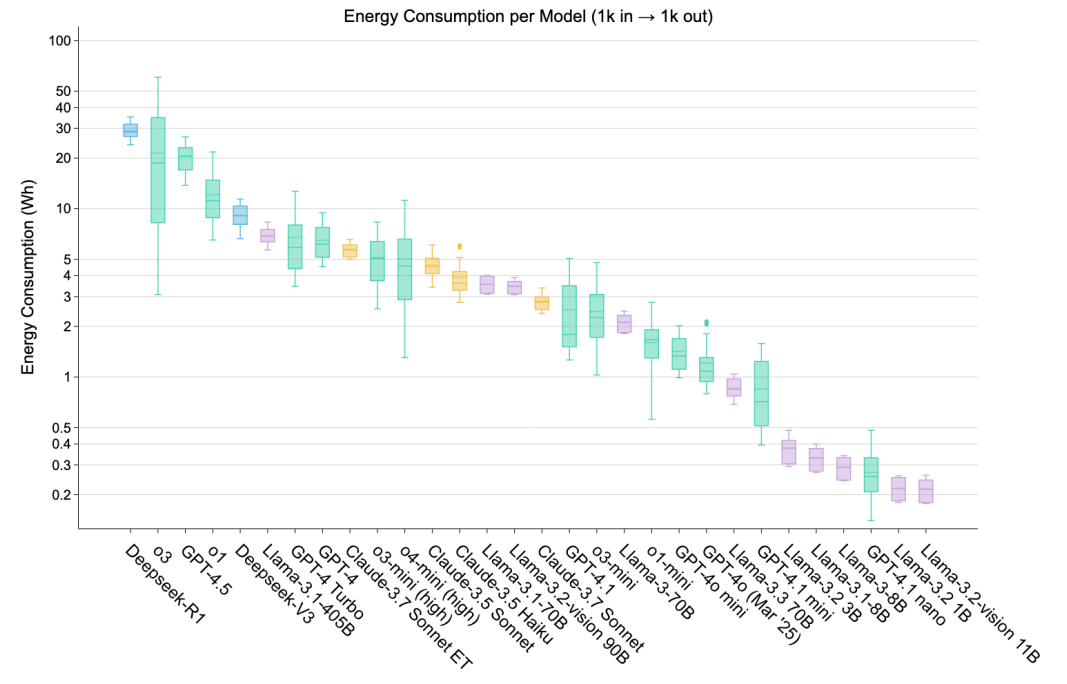 Energy Consumption per Model (1k in → 1k out)
Energy Consumption (Wh)
100
50
40
30
20
10
5
4
3
2
1
0.5
0.4
0.3
0.2
Deepseek-R1
o3
GPT-4.5
o1
Deepseek-V3
Llama-3.1-405B
GPT-4 Turbo
GPT-4
Claude-3.7 Sonnet ET
o3-mini (high)
o4-mini (high)
Claude-3.5 Sonnet
Claude-3.5 Haiku
Llama-3.1-70B
Llama-3.2-vision 90B
Claude-3.7 Sonnet
GPT-4.1
o3-mini
Llama-3-70B
o1-mini
GPT-4o mini
GPT-4o (Mar '25)
Llama-3.3 70B
GPT-4.1 mini
Llama-3.2 3B
Llama-3.1-8B
Llama-3-8B
GPT-4.1 nano
Llama-3.2 1B
Llama-3.2-vision 11B